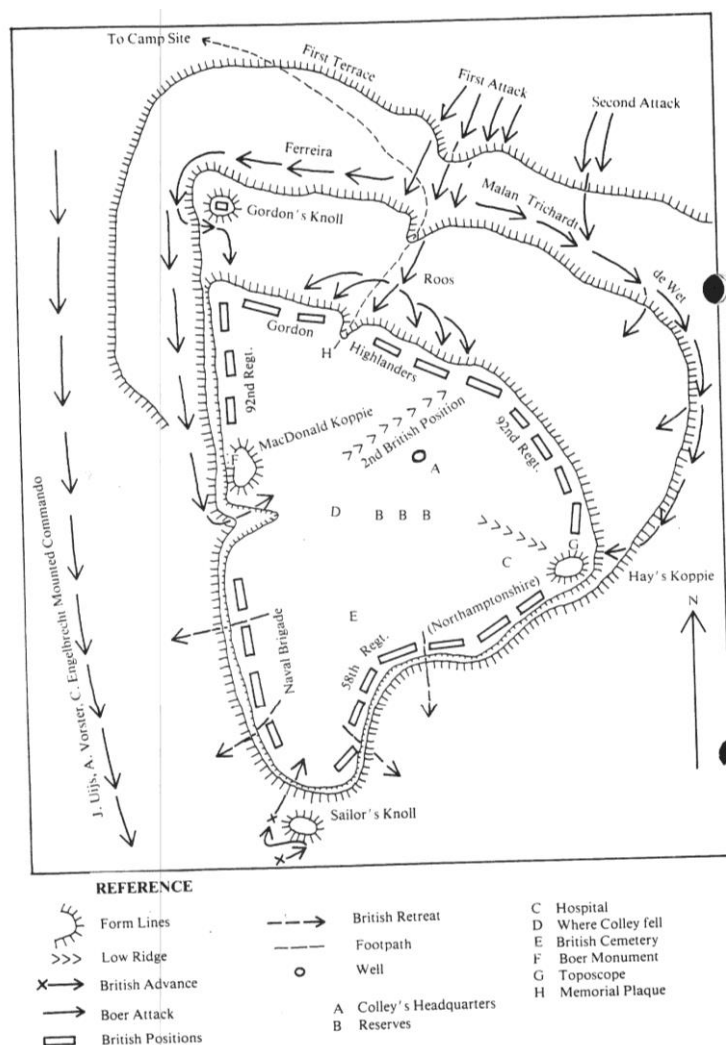 To Camp Site
First Terrace
First Attack
Second Attack
Ferreira
Malan Trichardt
Gordon's Knoll
de Wet
Roos
Gordon
H
Highlanders
92nd Regt.
MacDonald Koppie
2nd British Position
92nd Regt.
F
A
D B B B
G
C
Hay's Koppie
(Northamptonshire)
N
E
58th Regt.
Naval Brigade
J. Uijs, A. Vorster, C. Engelbrecht Mounted Commando
Sailor's Knoll
REFERENCE
Form Lines
Low Ridge
British Advance
Boer Attack
British Positions
British Retreat
Footpath
Well
A Colley's Headquarters
B Reserves
C Hospital
D Where Colley fell
E British Cemetery
F Boer Monument
G Toposcope
H Memorial Plaque